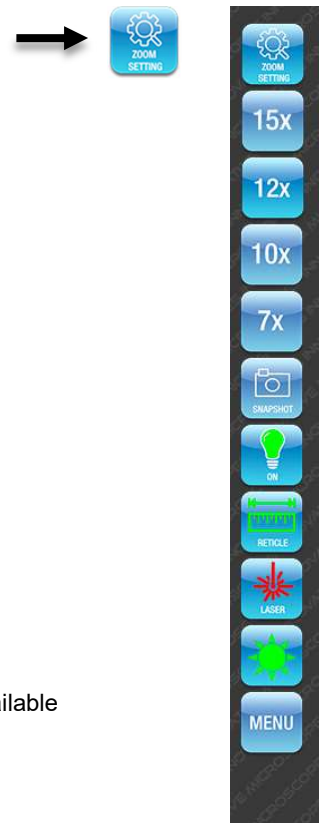 ZOOM
SETTING
ZOOM
SETTING
15x
12x
10x
7x
SNAPSHOT
ON
RETICLE
LASER
MENU
ilable